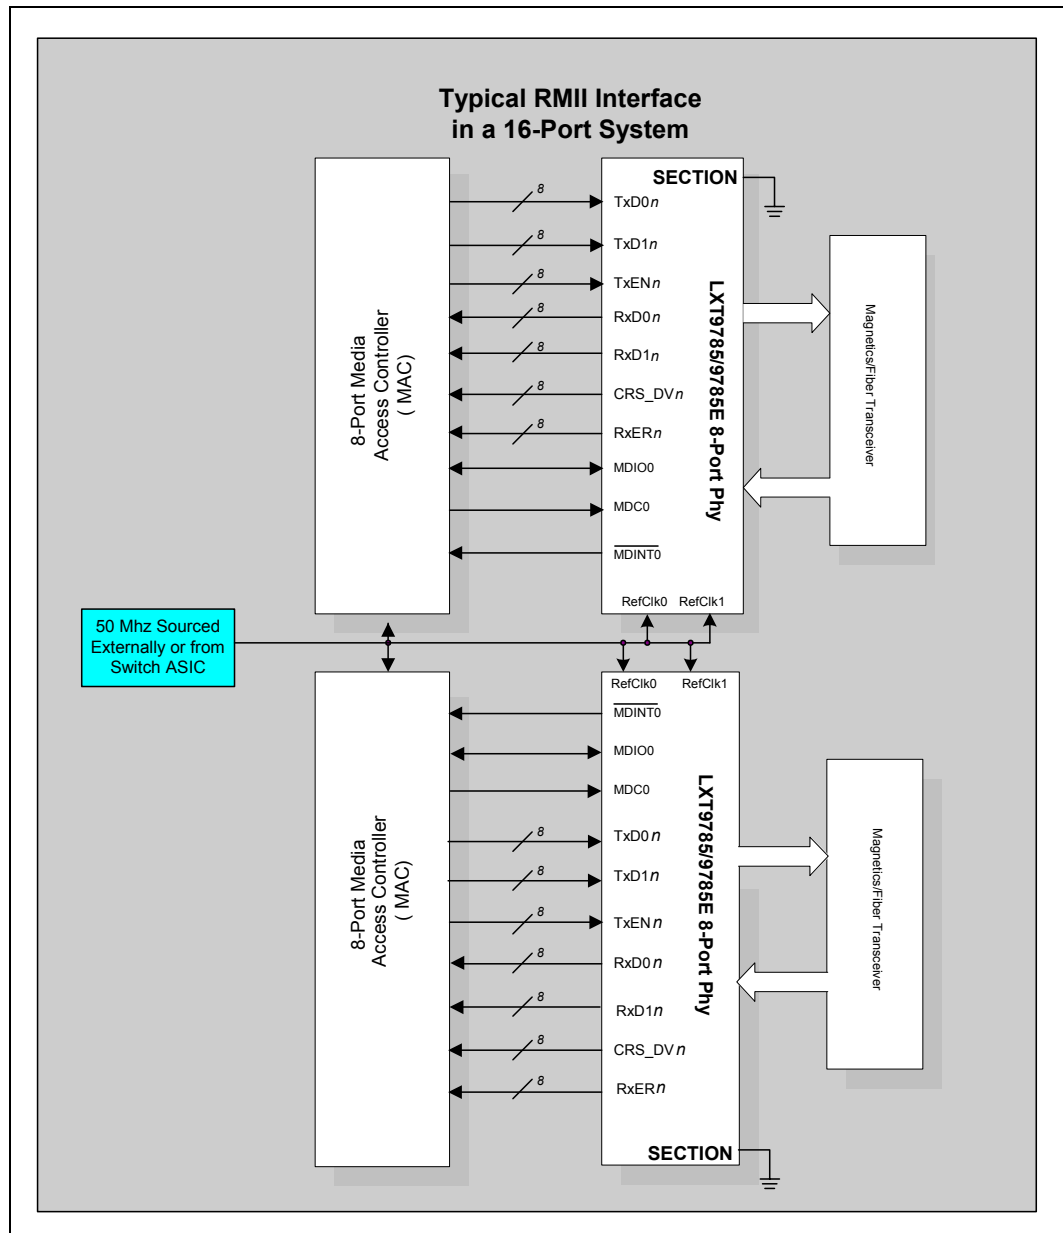 Typical RMII Interface
in a 16-Port System
8-Port Media
Access Controller
( MAC)
8
8
8
8
8
8
8
SECTION
TxD0n
TxD1n
TxENn
RxD0n
RxD1n
CRS_DVn
RxERn
MDIO0
MDC0
MDINT0
RefClk0 RefClk1
LXT9785/9785E 8-Port Phy
Magnetics/Fiber Transceiver
50 Mhz Sourced
Externally or from
Switch ASIC
8-Port Media
Access Controller
( MAC)
8
8
8
8
8
8
8
RefClk0 RefClk1
MDINT0
MDIO0
MDC0
TxD0n
TxD1n
TxENn
RxD0n
RxD1n
CRS_DVn
RxERn
SECTION
LXT9785/9785E 8-Port Phy
Magnetics/Fiber Transceiver